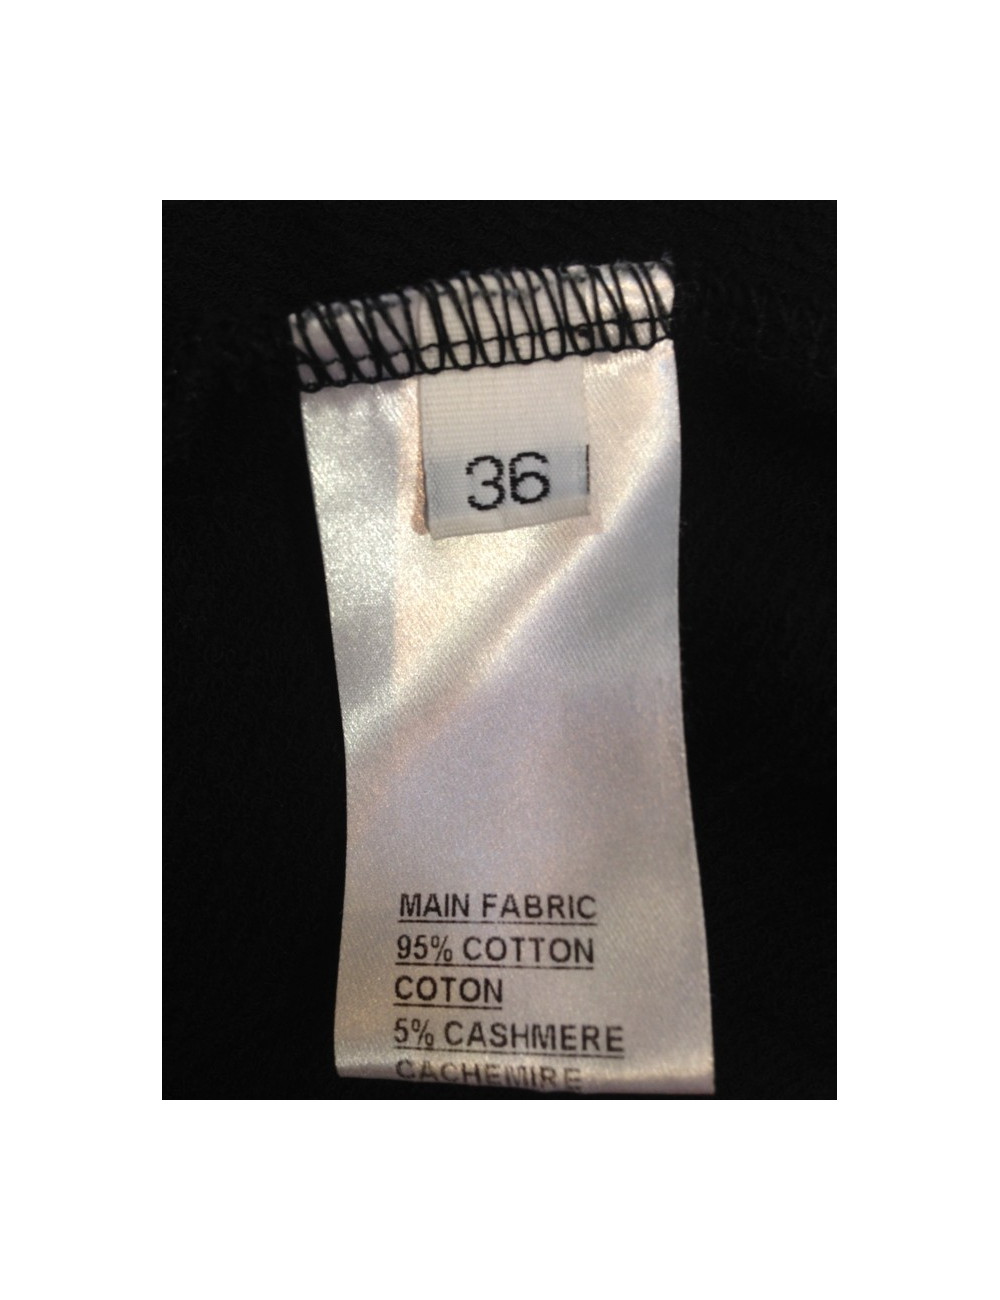 36
MAIN FABRIC
95% COTTON
COTON
5% CASHMERE
CACHEMIRE